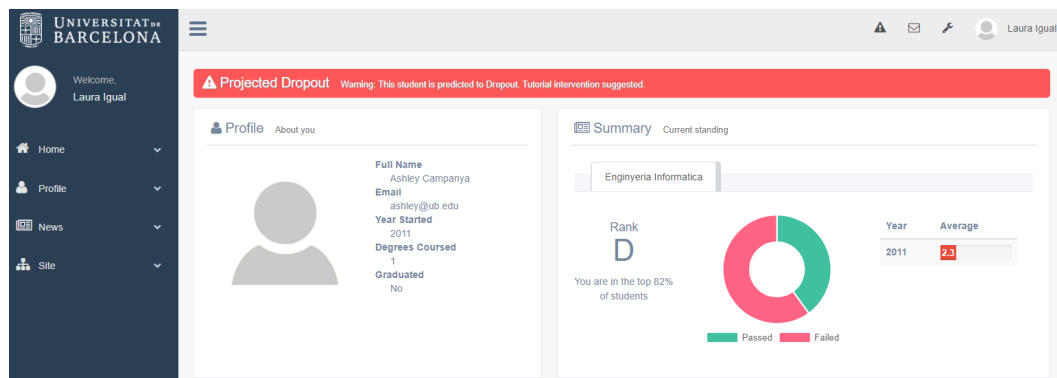 UNIVERSITAT DE
BARCELONA
Laura Igual
Welcome,
Laura Igual
Home
Profile
News
Site
Projected Dropout Warning: This student is predicted to Dropout. Tutorial intervention suggested.
Profile About you
Full Name
Ashley Campanya
Email
ashley@ub.edu
Year Started
2011
Degrees Coursed
1
Graduated
No
Summary Current standing
Enginyeria Informatica
Rank
D
You are in the top 82%
of students
Passed Failed
Year Average
2011 2.3